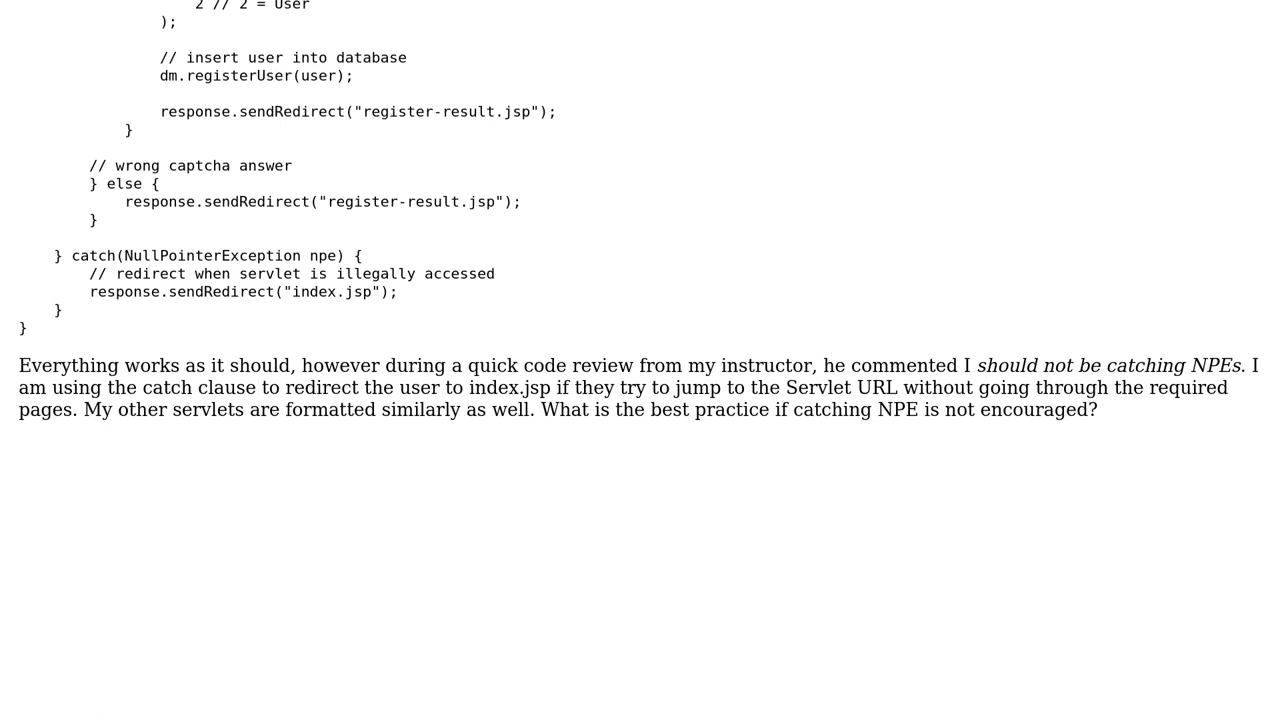 2 // 2 = User
);
// insert user into database
dm.registerUser(user);
response.sendRedirect("register-result.jsp");
}
// wrong captcha answer
} else {
response.sendRedirect("register-result.jsp");
}
} catch(NullPointerException npe) {
// redirect when servlet is illegally accessed
response.sendRedirect("index.jsp");
}
}
Everything works as it should, however during a quick code review from my instructor, he commented I should not be catching NPEs. I
am using the catch clause to redirect the user to index.jsp if they try to jump to the Servlet URL without going through the required
pages. My other servlets are formatted similarly as well. What is the best practice if catching NPE is not encouraged?